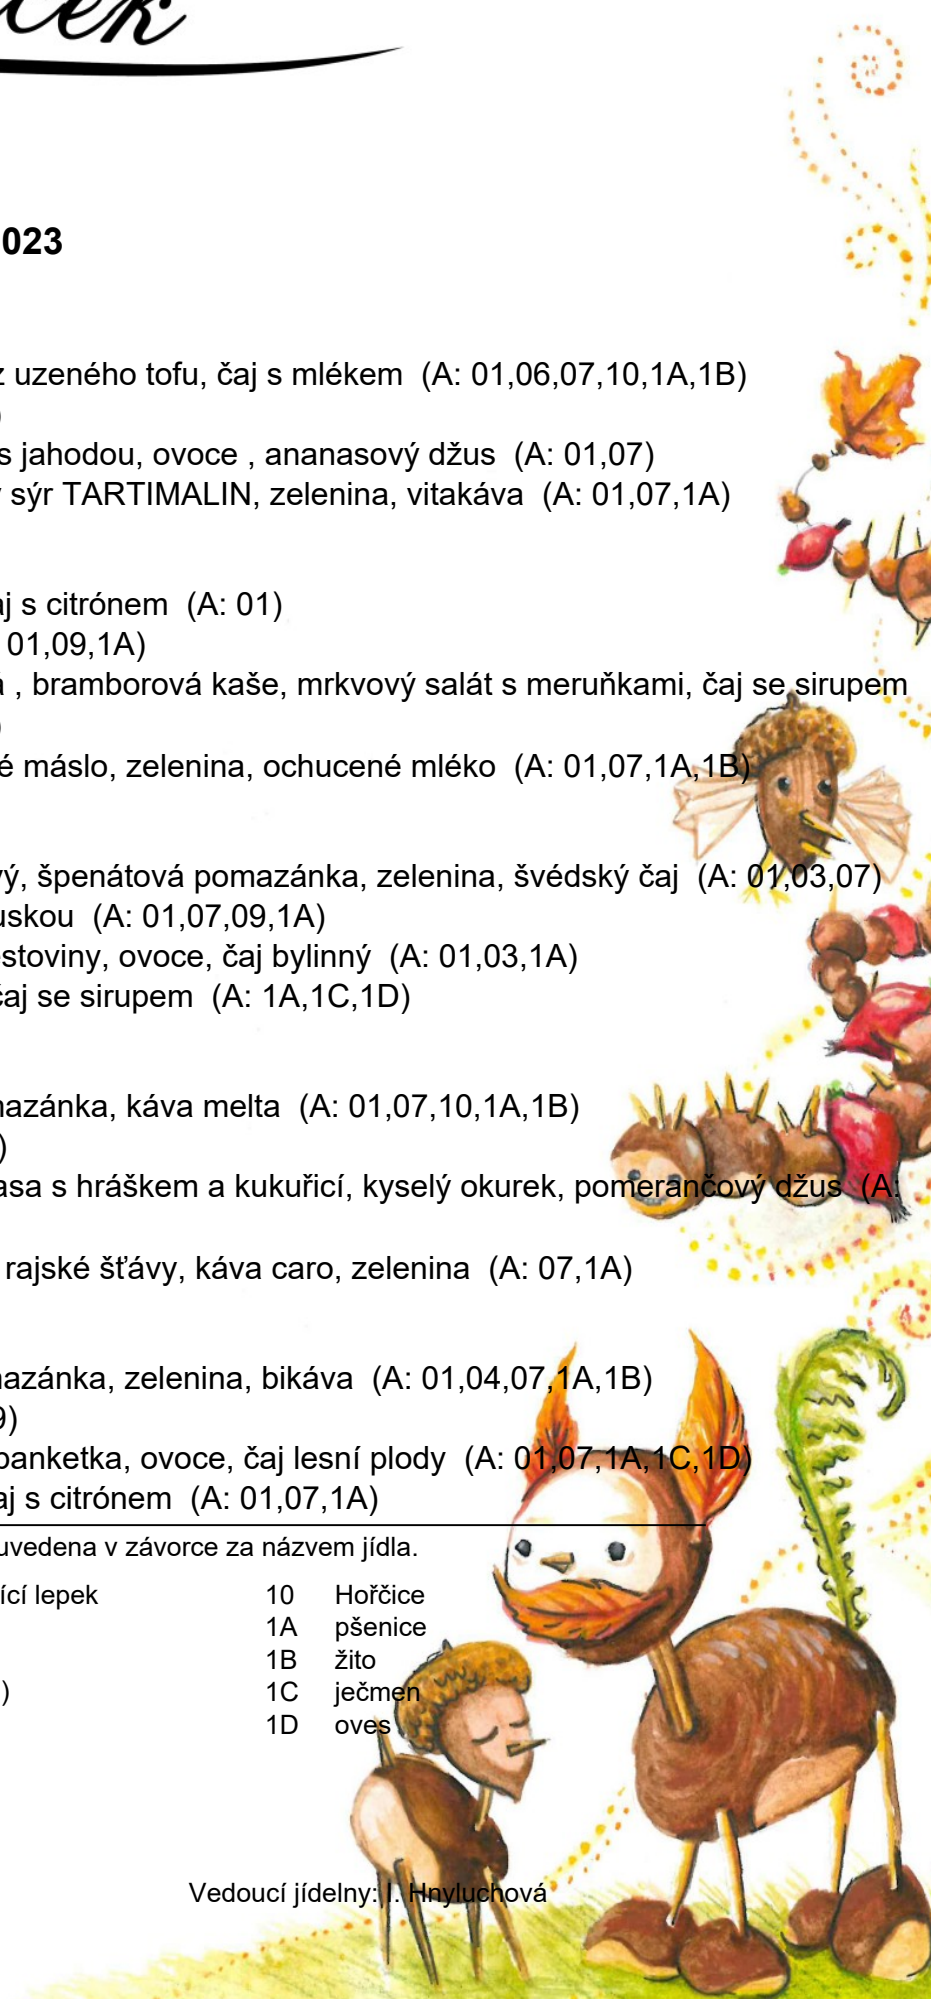 023
z uzeného tofu, čaj s mlékem (A: 01,06,07,10,1A,1B)
)
s jahodou, ovoce , ananasový džus (A: 01,07)
sýr TARTIMALIN, zelenina, vitakáva (A: 01,07,1A)
aj s citrónem (A: 01)
01,09,1A)
, bramborová kaše, mrkvový salát s meruňkami, čaj se sirupem
)
é máslo, zelenina, ochucené mléko (A: 01,07,1A,1B)
vý, špenátová pomazánka, zelenina, švédský čaj (A: 01,03,07)
uskou (A: 01,07,09,1A)
stoviny, ovoce, čaj bylinný (A: 01,03,1A)
čaj se sirupem (A: 1A,1C,1D)
nazánka, káva melta (A: 01,07,10,1A,1B)
)
asa s hráškem a kukuřicí, kyselý okurek, pomerančový džus (A:
rajské šťávy, káva caro, zelenina (A: 07,1A)
nazánka, zelenina, bikáva (A: 01,04,07,1A,1B)
9)
banketka, ovoce, čaj lesní plody (A: 01,07,1A,1C,1D)
aj s citrónem (A: 01,07,1A)
uvedena v závorce za názvem jídla.
ící lepek 10 Hořčice
1A pšenice
1B žito
) 1C ječmen
1D oves
Vedoucí jídelny: I. Hnyluchová